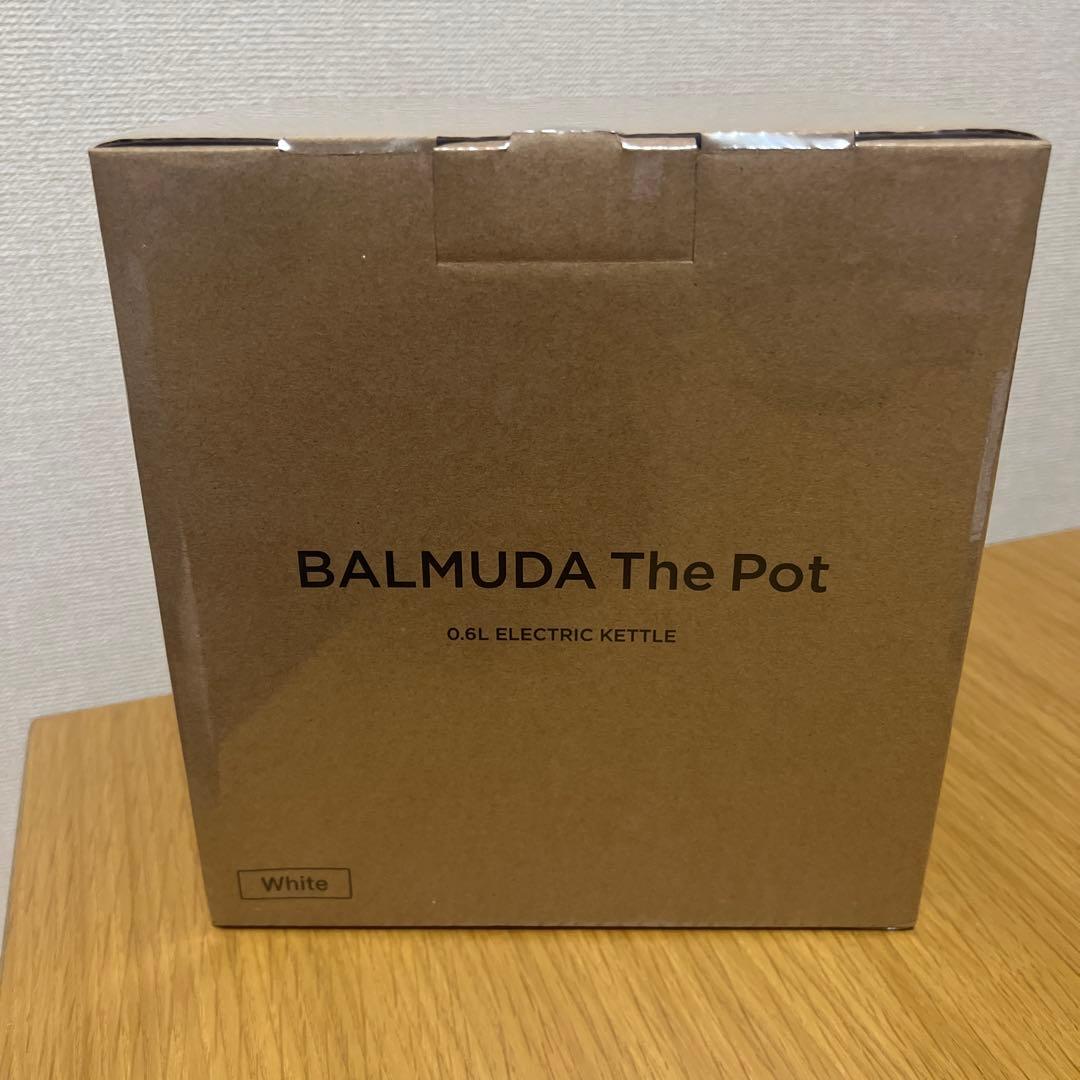 BALMUDA The Pot
0.6L ELECTRIC KETTLE
White